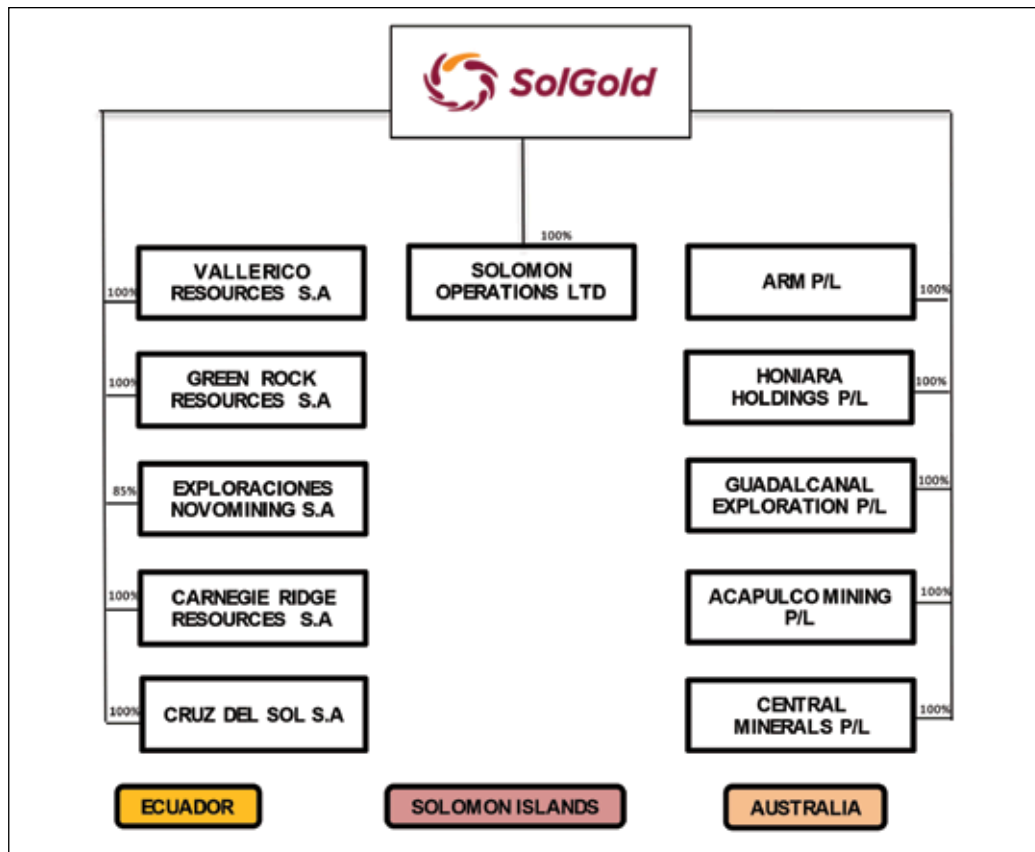 SolGold
100%
VALLERICO
RESOURCES S.A
100%
SOLOMON
OPERATIONS LTD
ARM P/L
100%
GREEN ROCK
RESOURCES S.A
100%
HONIARA
HOLDINGS P/L
100%
EXPLORACIONES
NOVOMINING S.A
85%
GUADALCANAL
EXPLORATION P/L
100%
CARNEGIE RIDGE
RESOURCES S.A
100%
ACAPULCO MINING
P/L
100%
CRUZ DEL SOL S.A
100%
CENTRAL
MINERALS P/L
100%
ECUADOR
SOLOMON ISLANDS
AUSTRALIA